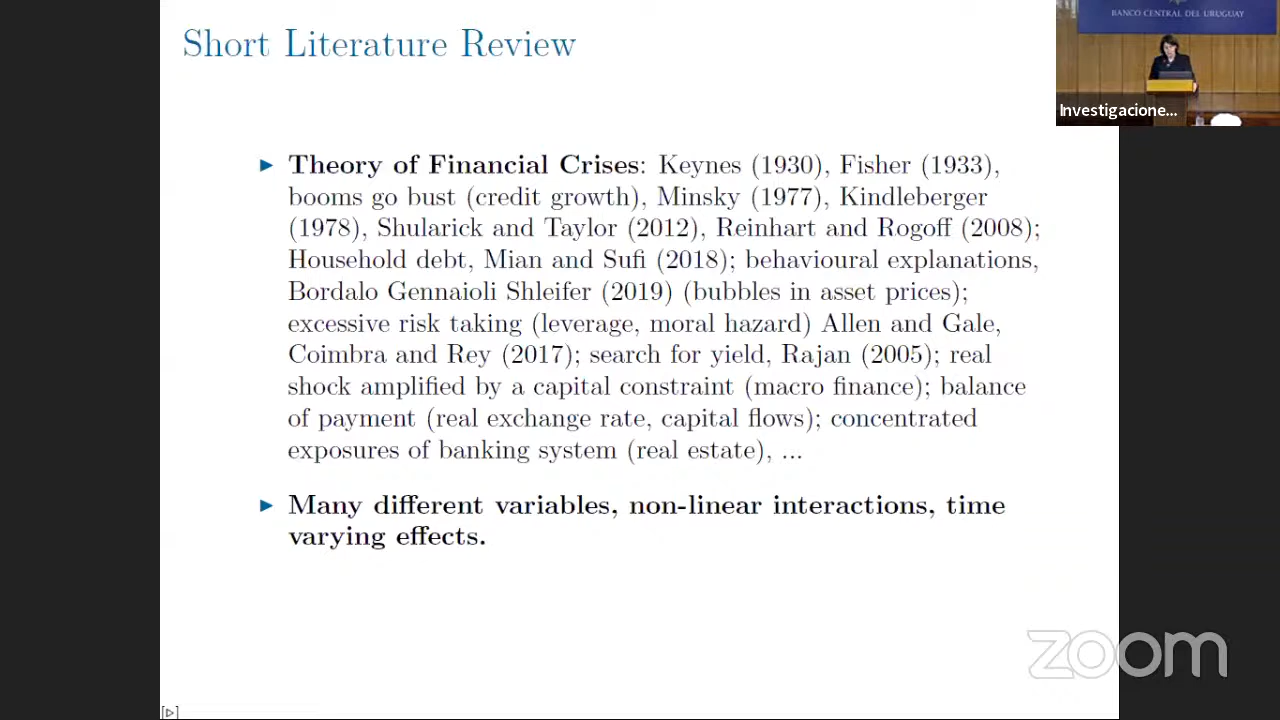 Short Literature Review
BANCO CENTRAL DEL URUGUAY
Investigacione...
▶ Theory of Financial Crises: Keynes (1930), Fisher (1933),
booms go bust (credit growth), Minsky (1977), Kindleberger
(1978), Shularick and Taylor (2012), Reinhart and Rogoff (2008);
Household debt, Mian and Sufi (2018); behavioural explanations,
Bordalo Gennaioli Shleifer (2019) (bubbles in asset prices);
excessive risk taking (leverage, moral hazard) Allen and Gale,
Coimbra and Rey (2017); search for yield, Rajan (2005); real
shock amplified by a capital constraint (macro finance); balance
of payment (real exchange rate, capital flows); concentrated
exposures of banking system (real estate), ...
▶ Many different variables, non-linear interactions, time
varying effects.
zoom